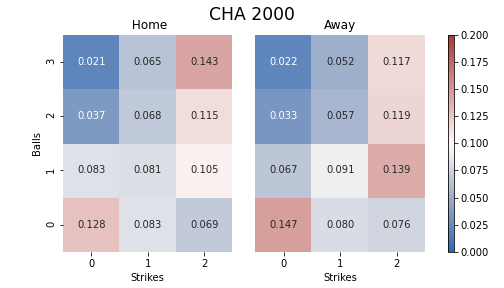 CHA 2000
Home Away
3 0.021 0.065 0.143 0.022 0.052 0.117
2 0.037 0.068 0.115 0.033 0.057 0.119
1 0.083 0.081 0.105 0.067 0.091 0.139
0 0.128 0.083 0.069 0.147 0.080 0.076
Balls
0 1 2 0 1 2
Strikes Strikes
0.200
0.175
0.150
0.125
0.100
0.075
0.050
0.025
0.000